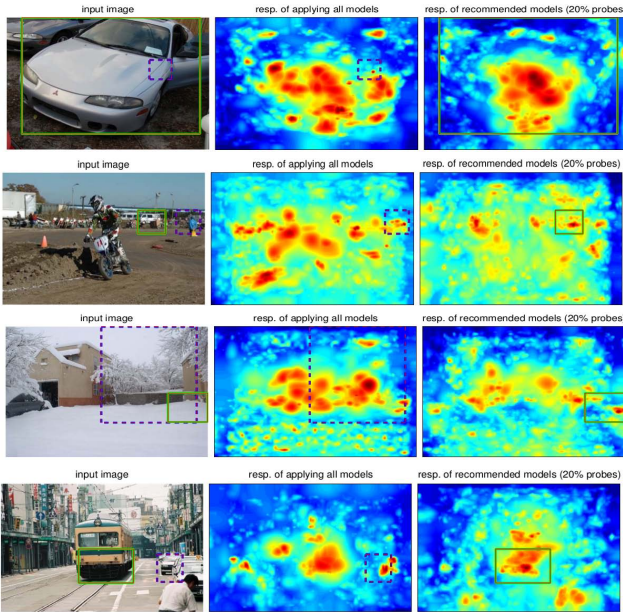 input image resp. of applying all models resp. of recommended models (20% probes
input image resp. of applying all models resp. of recommended models (20% probes)
input image resp. of applying all models resp. of recommended models (20% probes
input image resp. of applying all models resp. of recommended models (20% probes)